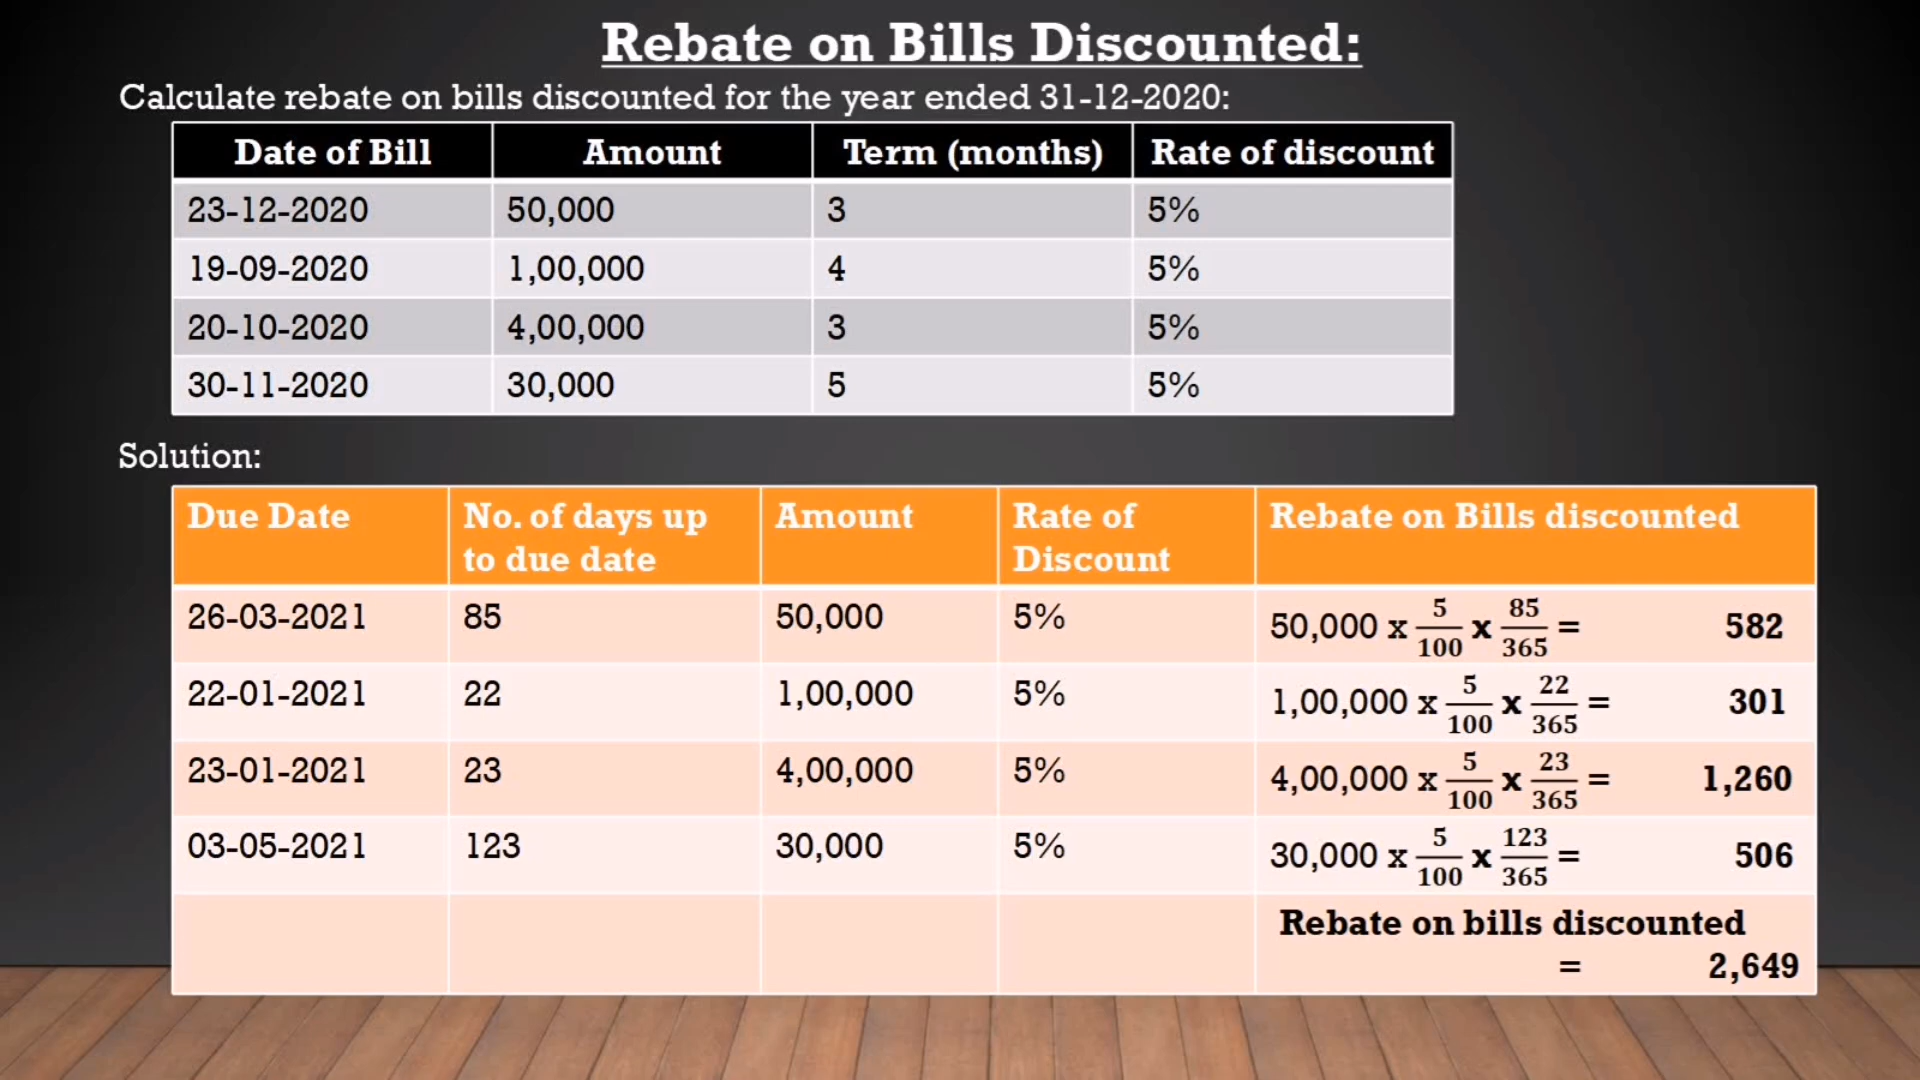 Rebate on Bills Discounted:
Calculate rebate on bills discounted for the year ended 31-12-2020:
Date of Bill Amount Term (months) Rate of discount
23-12-2020 50,000 3 5%
19-09-2020 1,00,000 4 5%
20-10-2020 4,00,000 3 5%
30-11-2020 30,000 5 5%
Solution:
Due Date No. of days up to due date Amount Rate of Discount Rebate on Bills discounted
26-03-2021 85 50,000 5% 50,000 x 5/100 x 85/365 = 582
22-01-2021 22 1,00,000 5% 1,00,000 x 5/100 x 22/365 = 301
23-01-2021 23 4,00,000 5% 4,00,000 x 5/100 x 23/365 = 1,260
03-05-2021 123 30,000 5% 30,000 x 5/100 x 123/365 = 506
Rebate on bills discounted
= 2,649